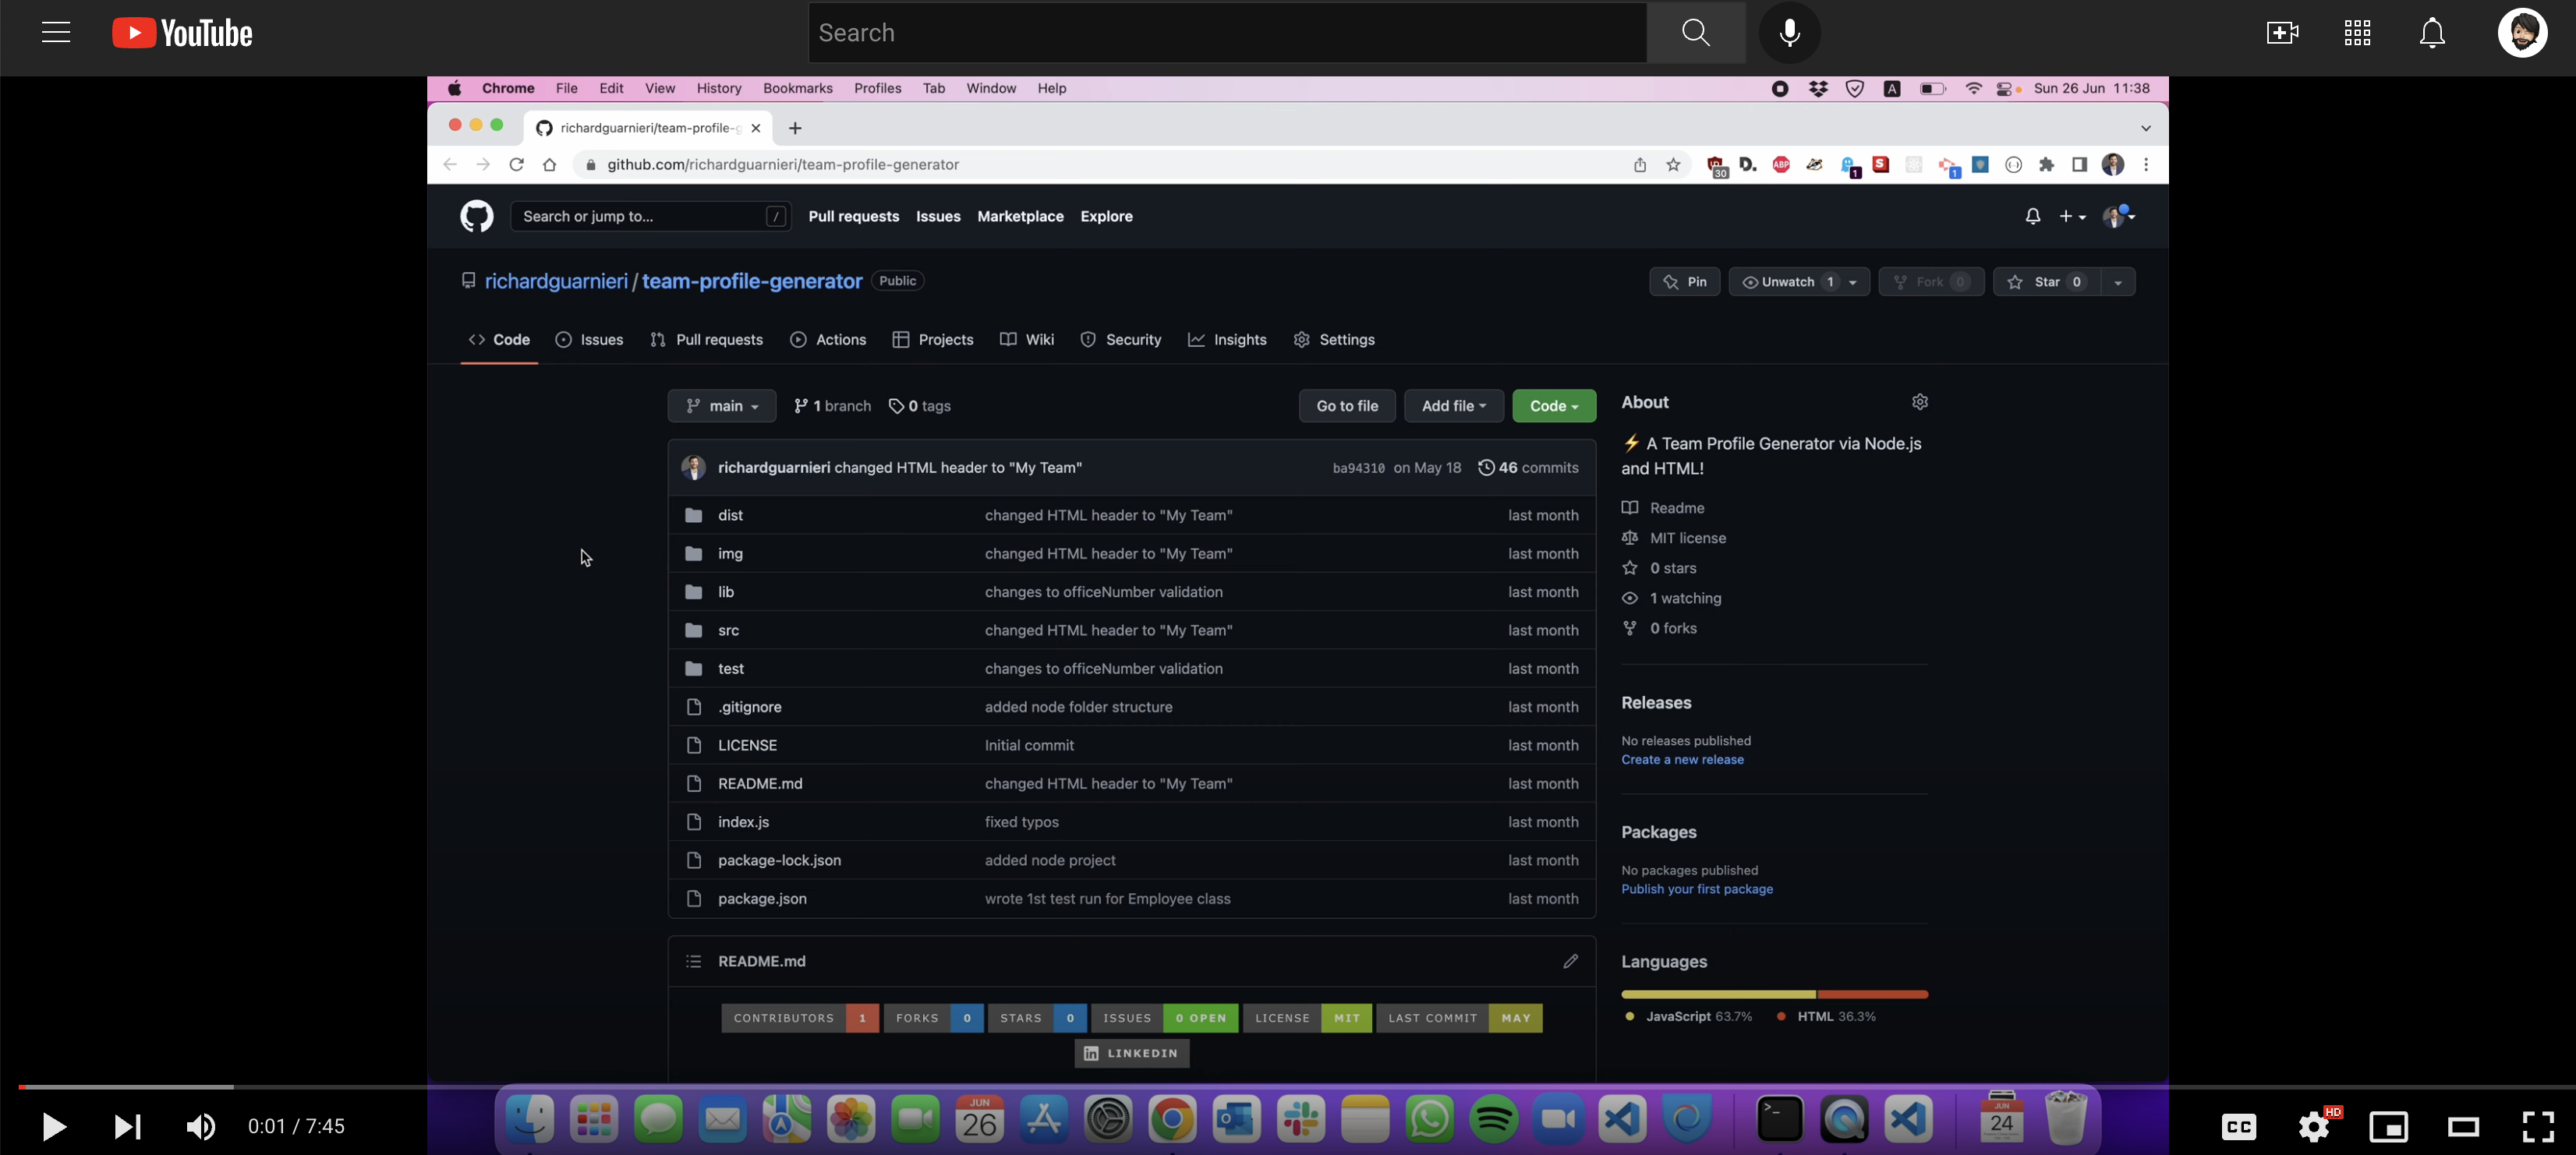 YouTube
Search
Chrome File Edit View History Bookmarks Profiles Tab Window Help
A
Sun 26 Jun 11:38
richardguarnieri/team-profile-g
github.com/richardguarnieri/team-profile-generator
30
D.
ABP
1
S
1
Search or jump to... /
Pull requests Issues Marketplace Explore
richardguarnieri / team-profile-generator Public
Pin
Unwatch 1
Fork 0
Star 0
Code Issues Pull requests Actions Projects Wiki Security Insights Settings
main
1 branch
0 tags
Go to file
Add file
Code
richardguarnieri changed HTML header to "My Team" ba94310 on May 18 46 commits
dist changed HTML header to "My Team" last month
img changed HTML header to "My Team" last month
lib changes to officeNumber validation last month
src changed HTML header to "My Team" last month
test changes to officeNumber validation last month
.gitignore added node folder structure last month
LICENSE Initial commit last month
README.md changed HTML header to "My Team" last month
index.js fixed typos last month
package-lock.json added node project last month
package.json wrote 1st test run for Employee class last month
README.md
CONTRIBUTORS 1 FORKS 0 STARS 0 ISSUES 0 OPEN LICENSE MIT LAST COMMIT MAY
in LINKEDIN
About
⚡ A Team Profile Generator via Node.js
and HTML!
Readme
MIT license
0 stars
1 watching
0 forks
Releases
No releases published
Create a new release
Packages
No packages published
Publish your first package
Languages
JavaScript 63.7% HTML 36.3%
JUN
26
JUN
24
0:01 / 7:45
CC
HD